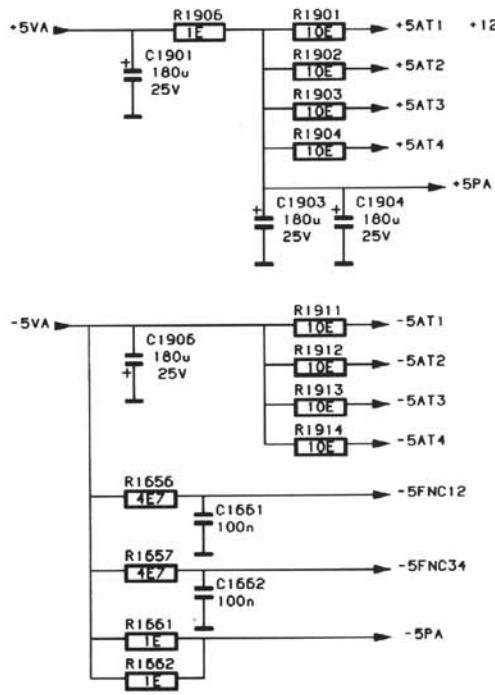 R1906
R1901
+5VA
1E
10E
+5AT1
+12
C1901
180u
25V
R1902
10E
+5AT2
R1903
10E
+5AT3
R1904
10E
+5AT4
+5PA
C1903
180u
25V
C1904
180u
25V
R1911
-5VA
10E
-5AT1
C1906
180u
25V
R1912
10E
-5AT2
R1913
10E
-5AT3
R1914
10E
-5AT4
R1656
4E7
-5FNC12
C1661
100n
R1657
4E7
-5FNC34
C1662
100n
R1661
1E
-5PA
R1662
1E